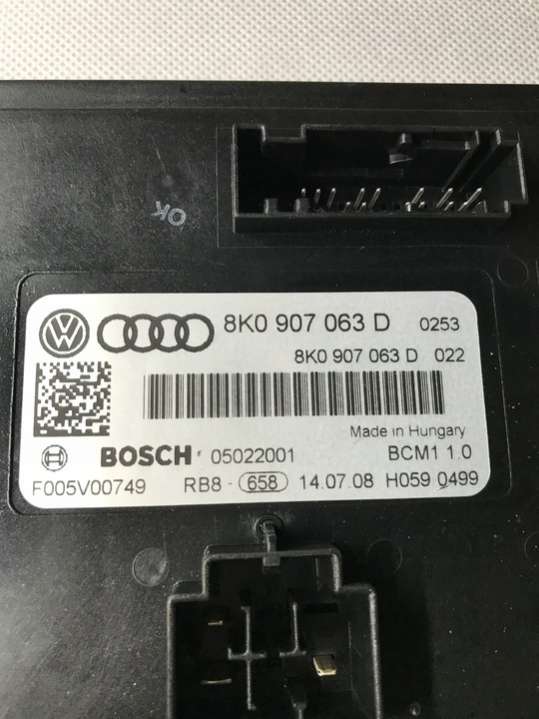 OK
8K0 907 063 D 0253
8K0 907 063 D 022
Made in Hungary
BOSCH 05022001 BCM1 1.0
F005V00749 RB8 - 658 14.07.08 H059 0499